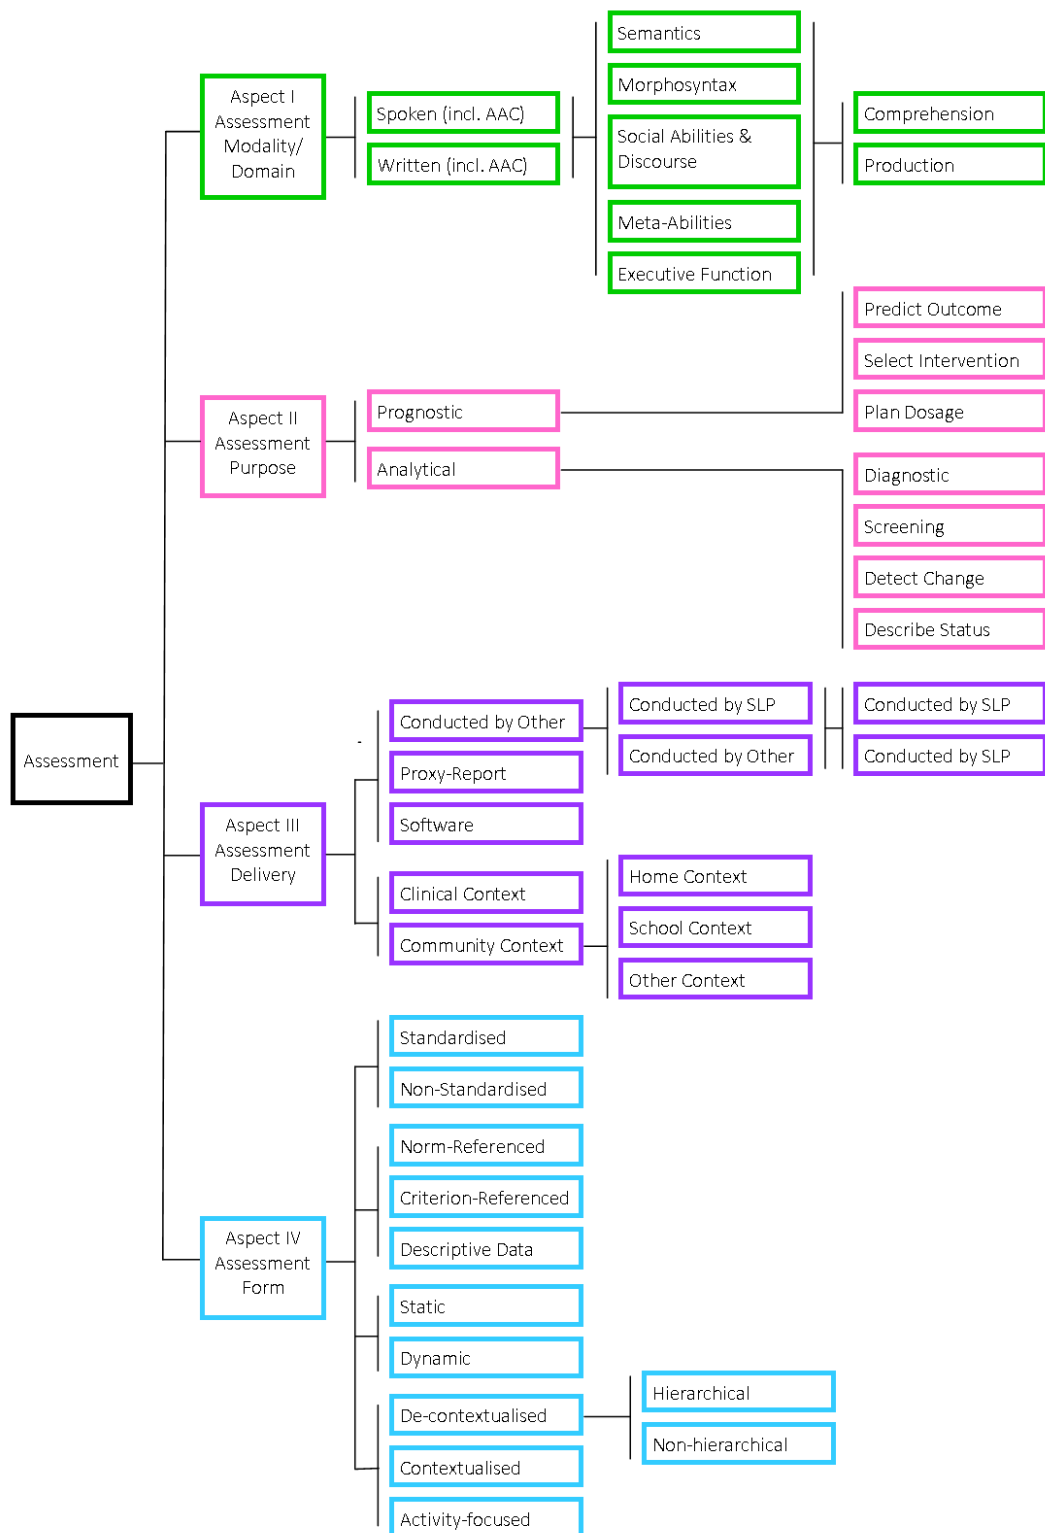 Semantics
Morphosyntax
Social Abilities &
Discourse
Meta-Abilities
Executive Function
Aspect I
Assessment
Modality/
Domain
Spoken (incl. AAC)
Written (incl. AAC)
Comprehension
Production
Predict Outcome
Select Intervention
Plan Dosage
Aspect II
Assessment
Purpose
Prognostic
Analytical
Diagnostic
Screening
Detect Change
Describe Status
Assessment
Aspect III
Assessment
Delivery
Conducted by Other
Proxy-Report
Software
Conducted by SLP
Conducted by Other
Conducted by SLP
Conducted by SLP
Clinical Context
Community Context
Home Context
School Context
Other Context
Aspect IV
Assessment
Form
Standardised
Non-Standardised
Norm-Referenced
Criterion-Referenced
Descriptive Data
Static
Dynamic
De-contextualised
Contextualised
Activity-focused
Hierarchical
Non-hierarchical